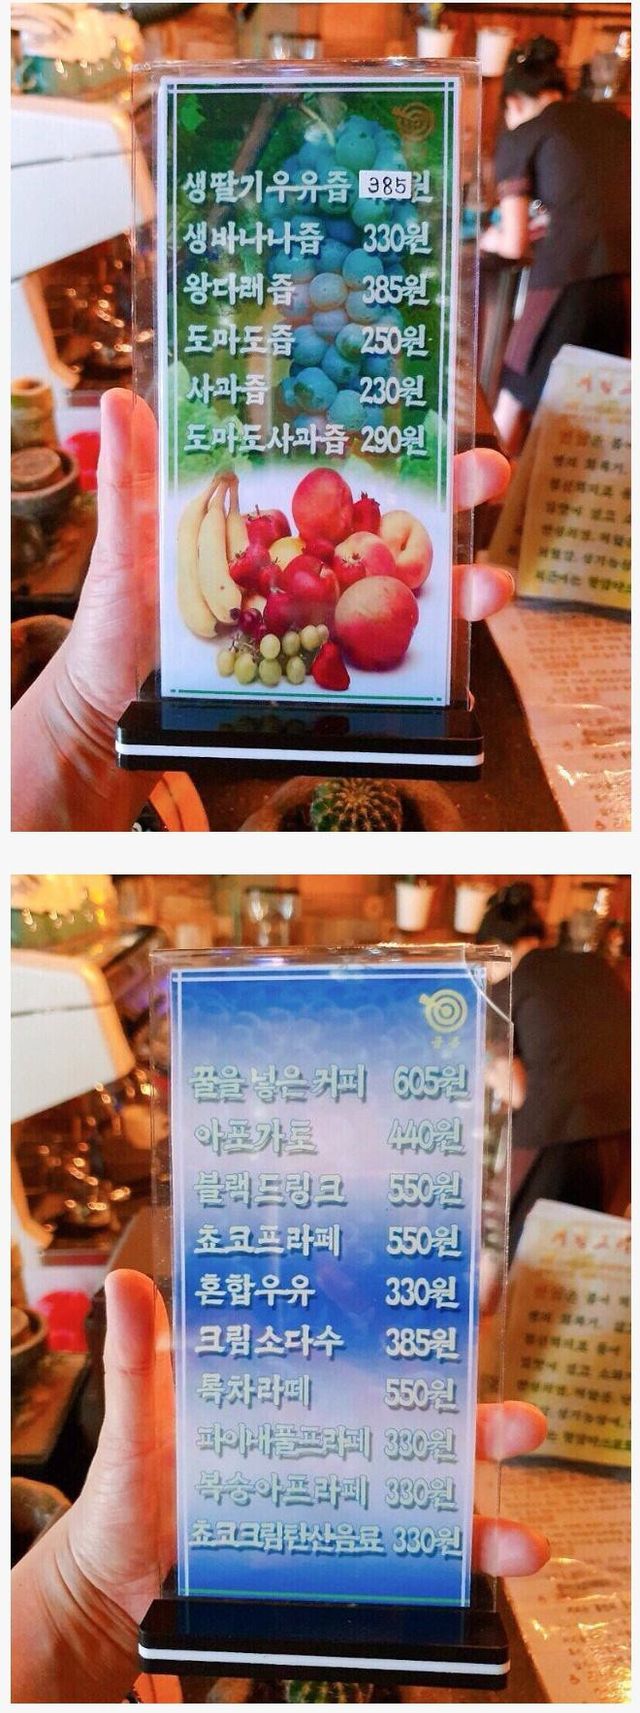 생딸기우유즙 385원
생바나나즙 330원
왕다래즙 385원
도마도즙 250원
사과즙 230원
도마도사과즙 290원
꿀을 넣은 커피 605원
아포가토 440원
블랙드링크 550원
쵸코프라페 550원
혼합우유 330원
크림소다수 385원
록차라떼 550원
파이내플프라페 330원
복숭아프라페 330원
쵸코크림탄산음료 330원